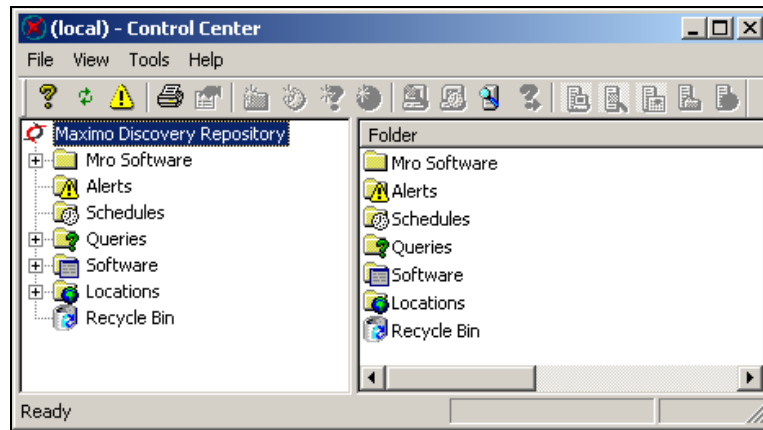 (local) - Control Center
File View Tools Help
Maximo Discovery Repository
Mro Software
Alerts
Schedules
Queries
Software
Locations
Recycle Bin
Folder
Mro Software
Alerts
Schedules
Queries
Software
Locations
Recycle Bin
Ready